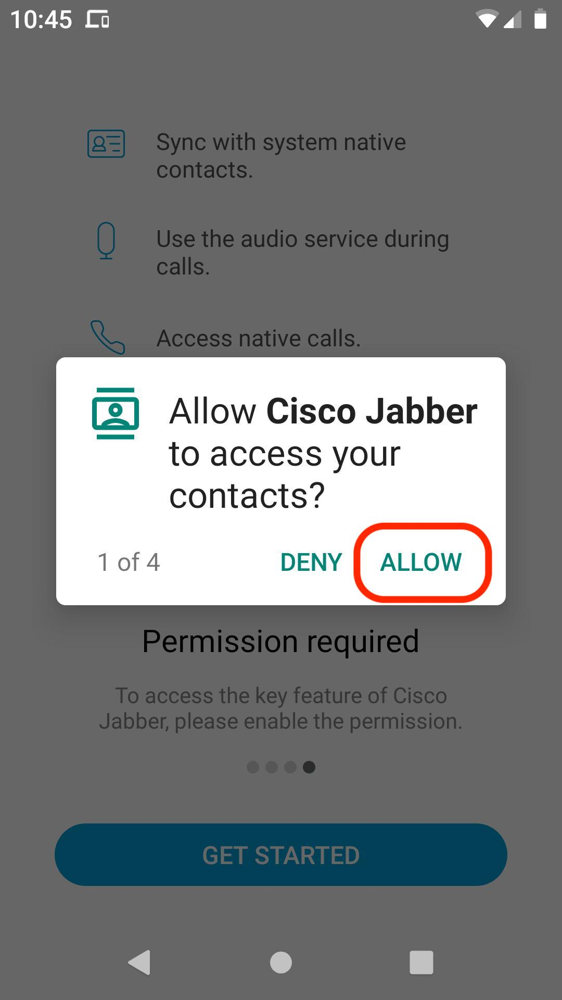 10:45
Sync with system native
contacts.
Use the audio service during
calls.
Access native calls.
Allow Cisco Jabber
to access your
contacts?
1 of 4
DENY
ALLOW
Permission required
To access the key feature of Cisco
Jabber, please enable the permission.
GET STARTED